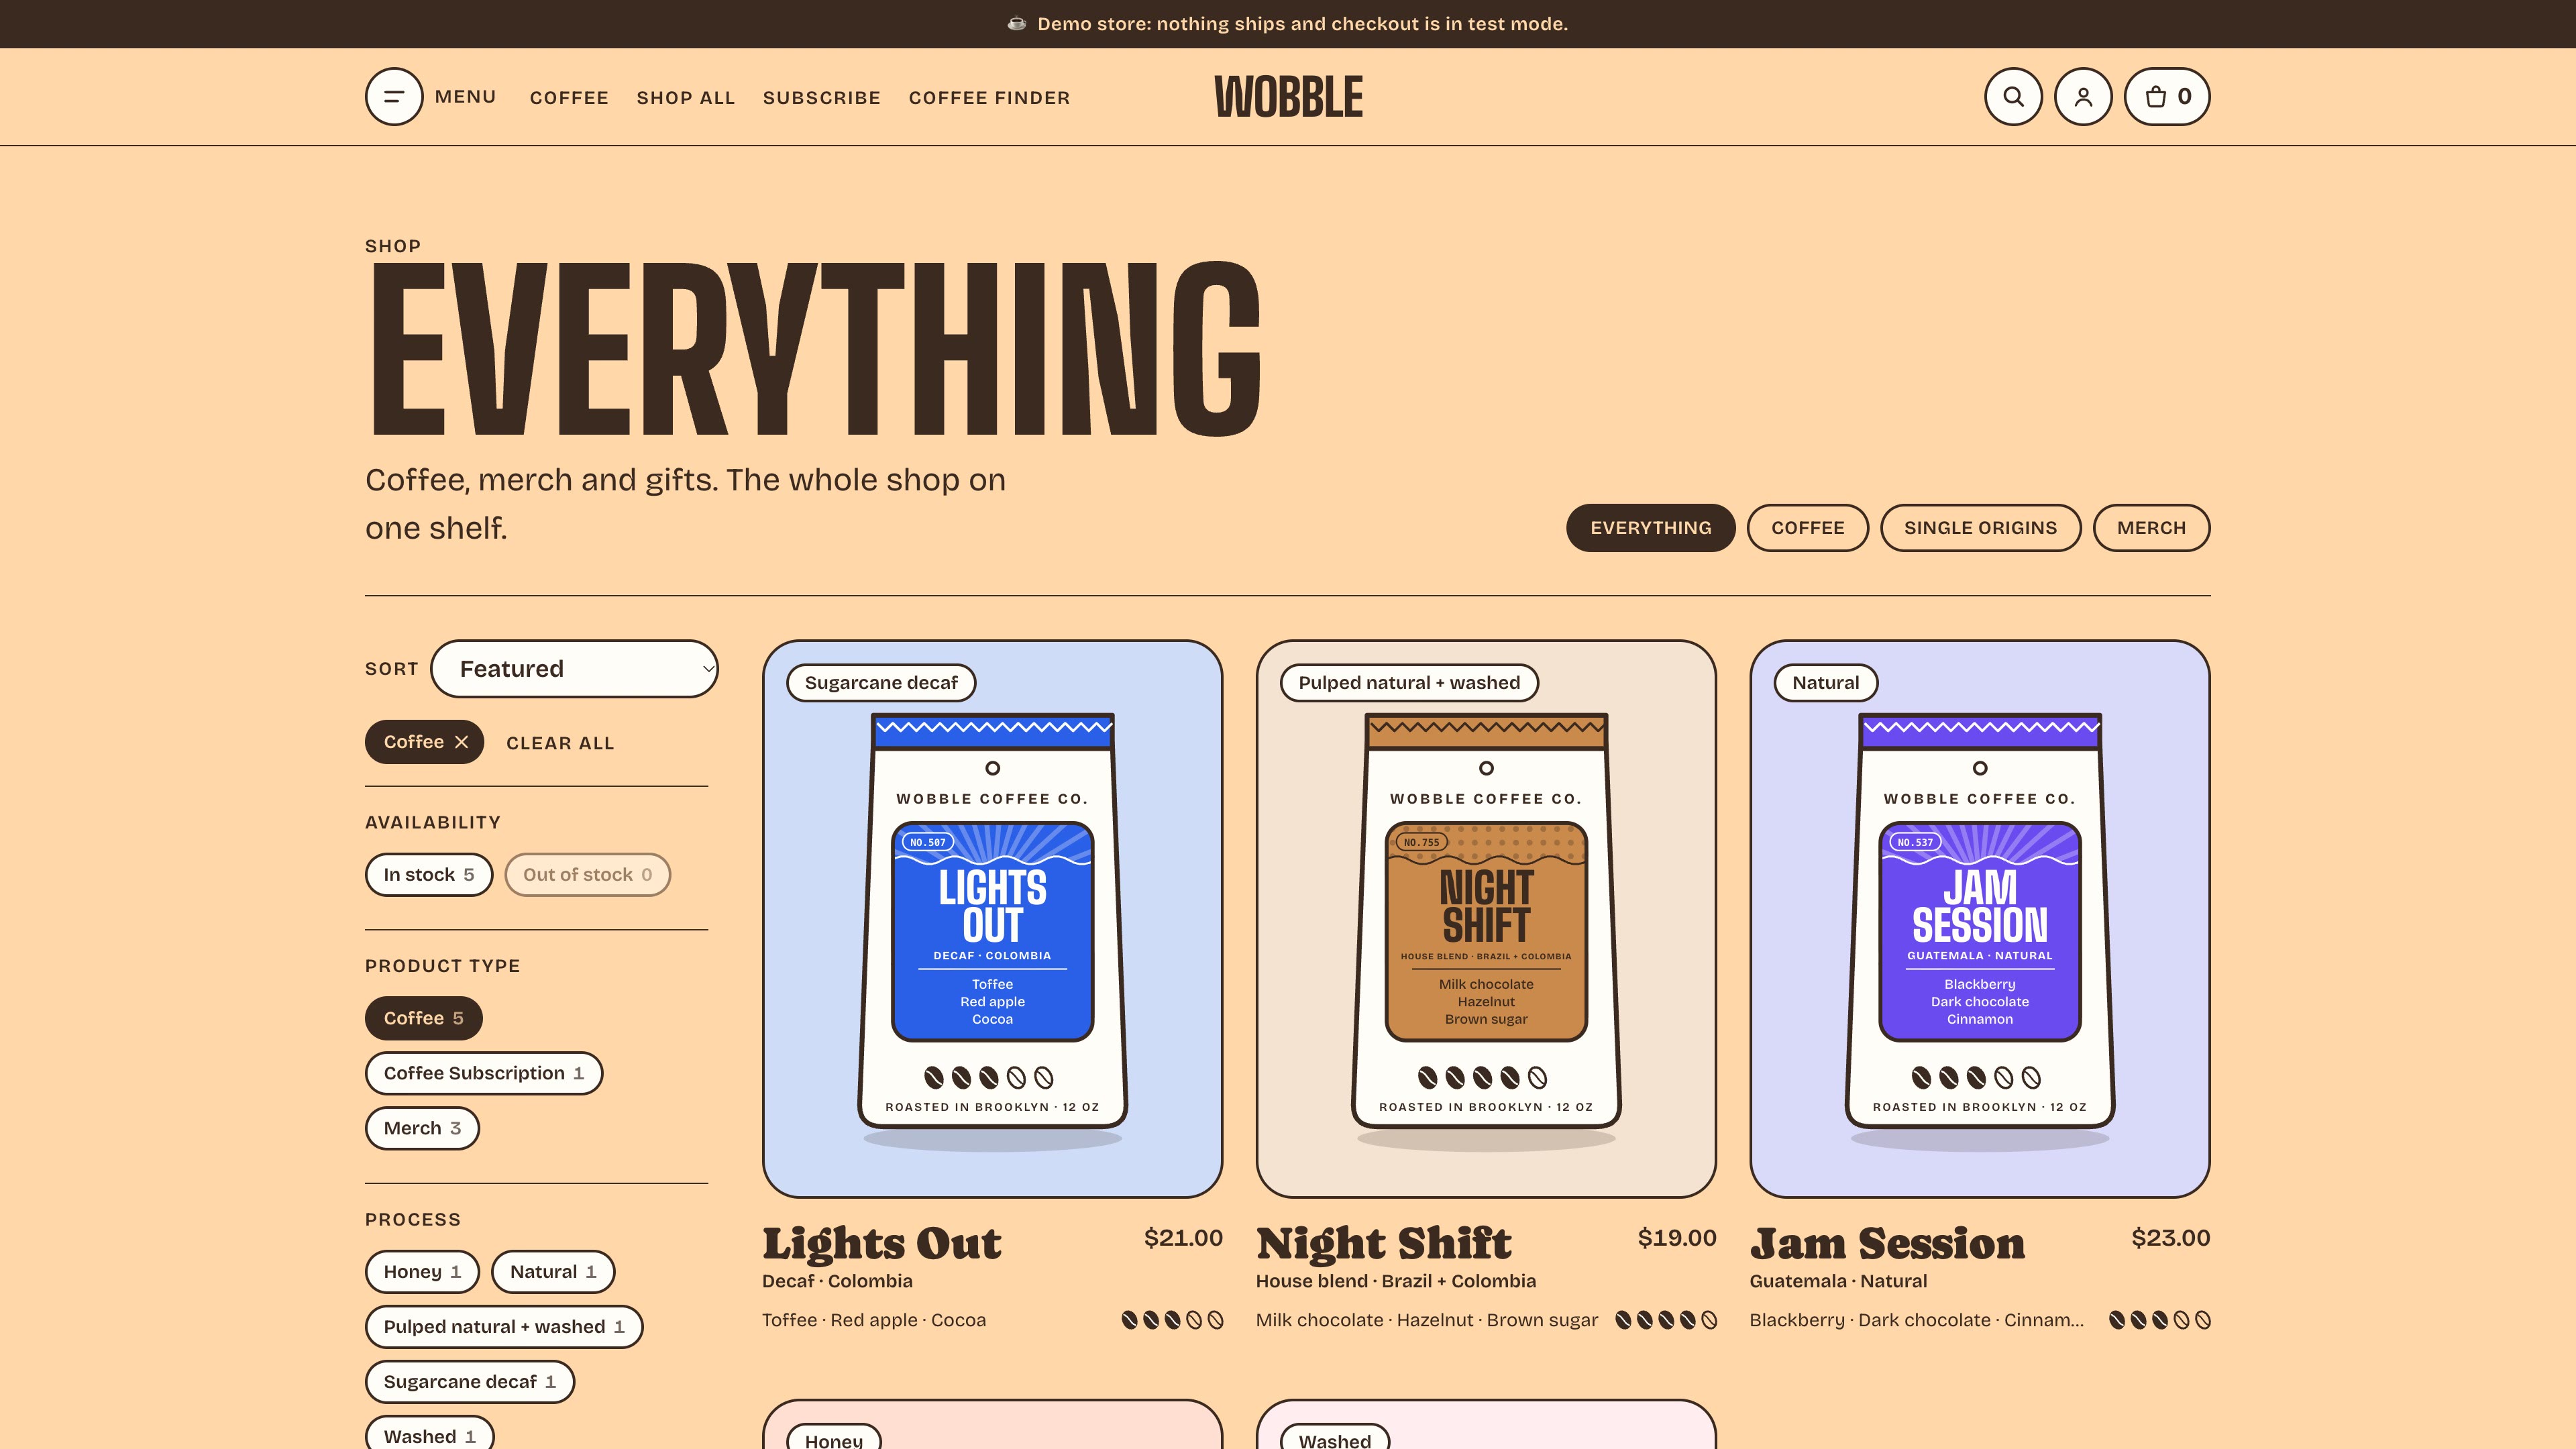 Demo store: nothing ships and checkout is in test mode.
MENU
COFFEE
SHOP ALL
SUBSCRIBE
COFFEE FINDER
WOBBLE
0
SHOP
EVERYTHING
Coffee, merch and gifts. The whole shop on
one shelf.
EVERYTHING
COFFEE
SINGLE ORIGINS
MERCH
SORT
Featured
Coffee
CLEAR ALL
AVAILABILITY
In stock 5
Out of stock 0
PRODUCT TYPE
Coffee 5
Coffee Subscription 1
Merch 3
PROCESS
Honey 1
Natural 1
Pulped natural + washed 1
Sugarcane decaf 1
Washed 1
Sugarcane decaf
WOBBLE COFFEE CO.
NO.507
LIGHTS
OUT
DECAF · COLOMBIA
Toffee
Red apple
Cocoa
ROASTED IN BROOKLYN · 12 OZ
Lights Out
$21.00
Decaf · Colombia
Toffee · Red apple · Cocoa
Pulped natural + washed
WOBBLE COFFEE CO.
NO.755
NIGHT
SHIFT
HOUSE BLEND · BRAZIL + COLOMBIA
Milk chocolate
Hazelnut
Brown sugar
ROASTED IN BROOKLYN · 12 OZ
Night Shift
$19.00
House blend · Brazil + Colombia
Milk chocolate · Hazelnut · Brown sugar
Natural
WOBBLE COFFEE CO.
NO.537
JAM
SESSION
GUATEMALA · NATURAL
Blackberry
Dark chocolate
Cinnamon
ROASTED IN BROOKLYN · 12 OZ
Jam Session
$23.00
Guatemala · Natural
Blackberry · Dark chocolate · Cinnam...
Honey
Washed